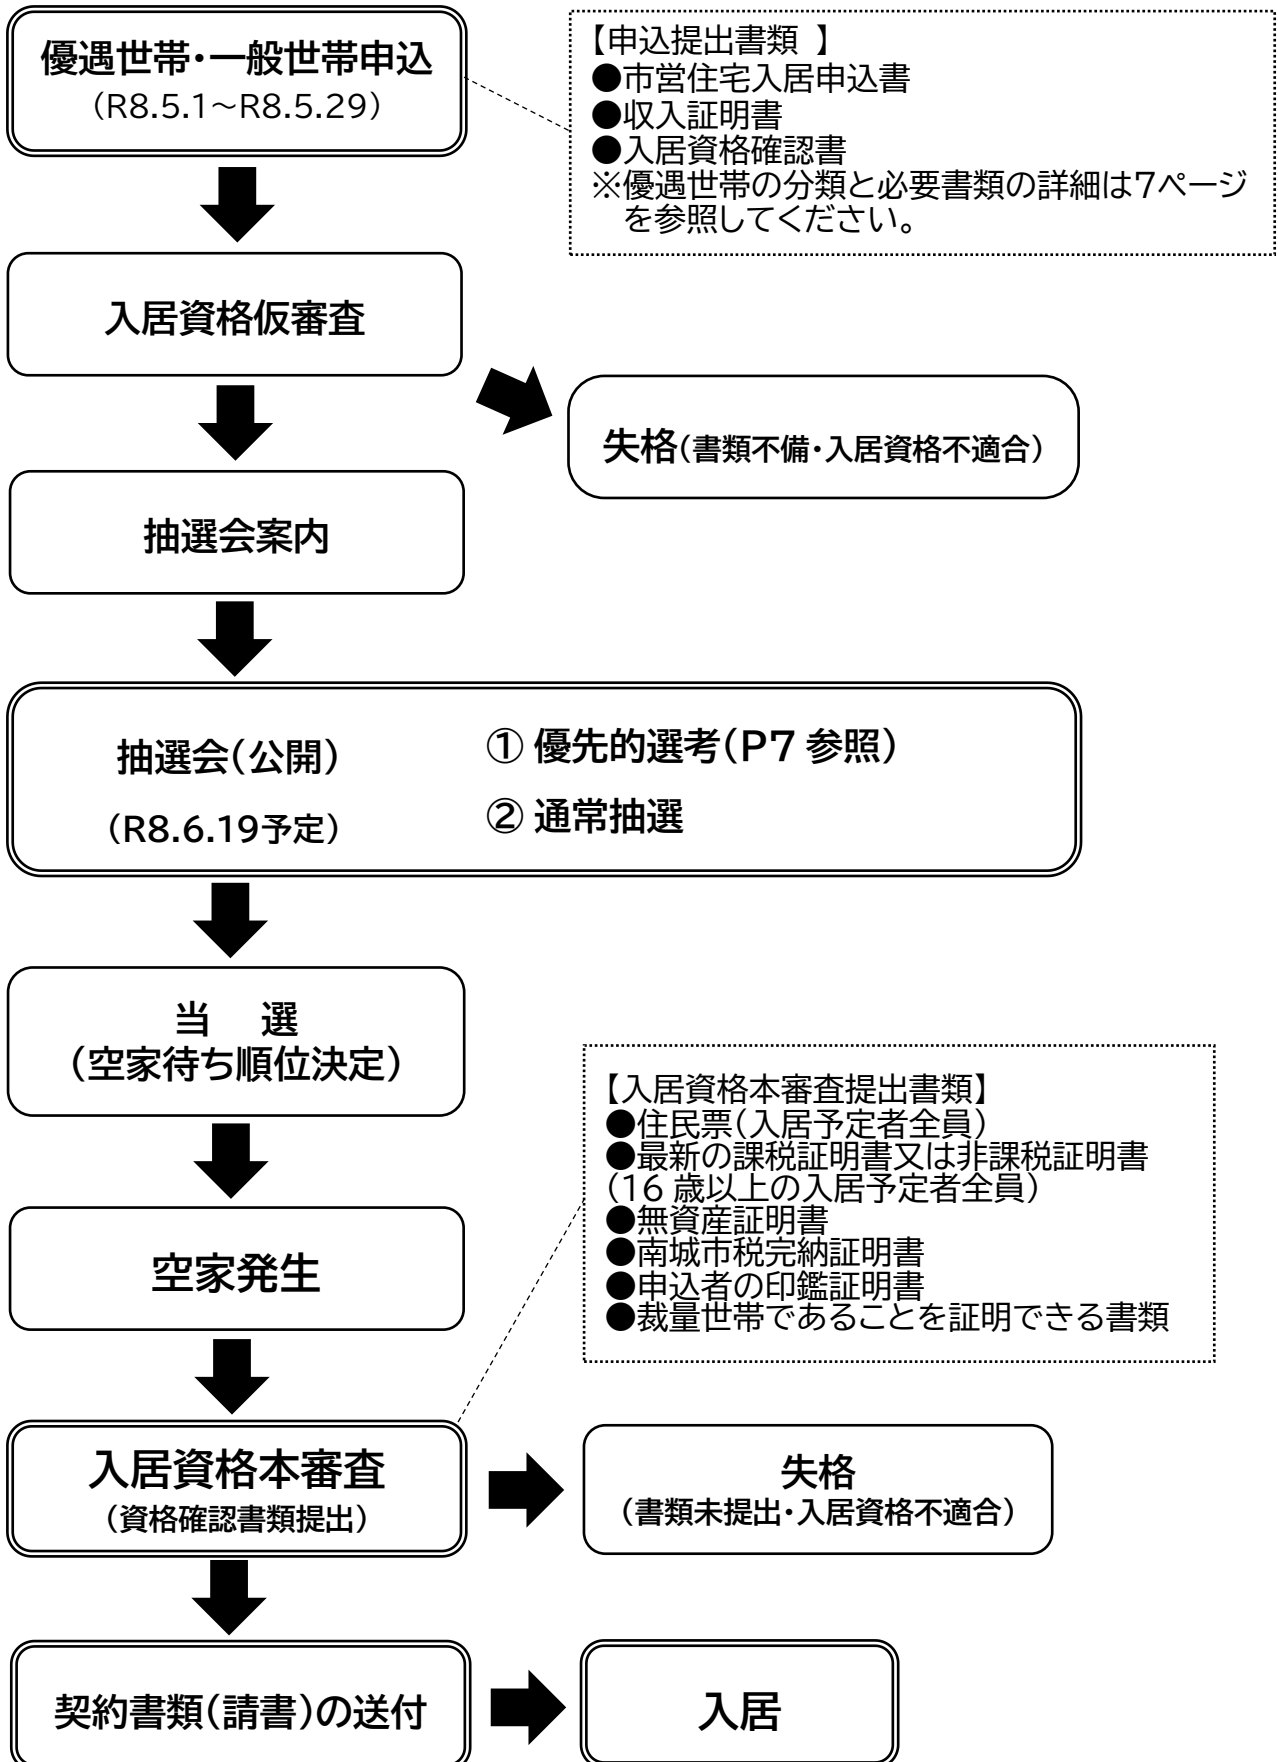 優遇世帯・一般世帯申込
（R8.5.1～R8.5.29）
【申込提出書類 】
●市営住宅入居申込書
●収入証明書
●入居資格確認書
※優遇世帯の分類と必要書類の詳細は7ページ
を参照してください。
入居資格仮審査
失格（書類不備・入居資格不適合）
抽選会案内
抽選会（公開）
（R8.6.19予定）
① 優先的選考（P7 参照）
② 通常抽選
当　選
（空家待ち順位決定）
空家発生
【入居資格本審査提出書類】
●住民票（入居予定者全員）
●最新の課税証明書又は非課税証明書
（16 歳以上の入居予定者全員）
●無資産証明書
●南城市税完納証明書
●申込者の印鑑証明書
●裁量世帯であることを証明できる書類
入居資格本審査
（資格確認書類提出）
失格
（書類未提出・入居資格不適合）
契約書類（請書）の送付
入居